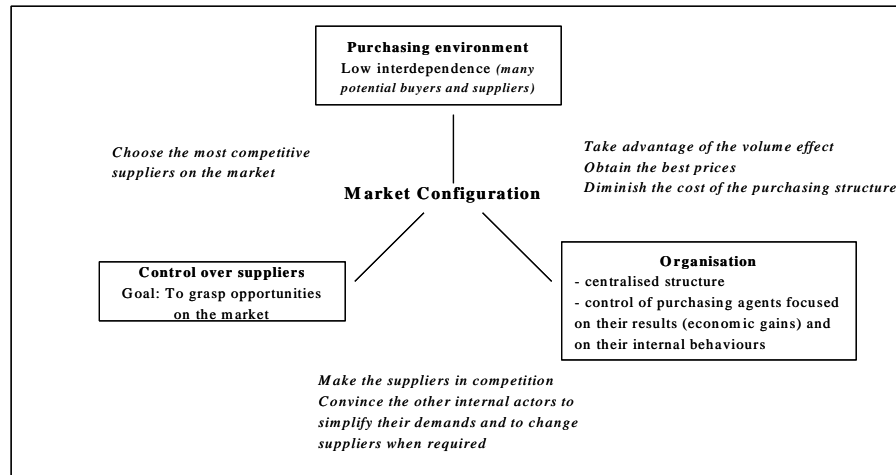 Purchasing environment
Low interdependence (many
potential buyers and suppliers)
Choose the most competitive
suppliers on the market
Take advantage of the volume effect
Obtain the best prices
Diminish the cost of the purchasing structure
Market Configuration
Control over suppliers
Goal: To grasp opportunities
on the market
Organisation
- centralised structure
- control of purchasing agents focused
on their results (economic gains) and
on their internal behaviours
Make the suppliers in competition
Convince the other internal actors to
simplify their demands and to change
suppliers when required